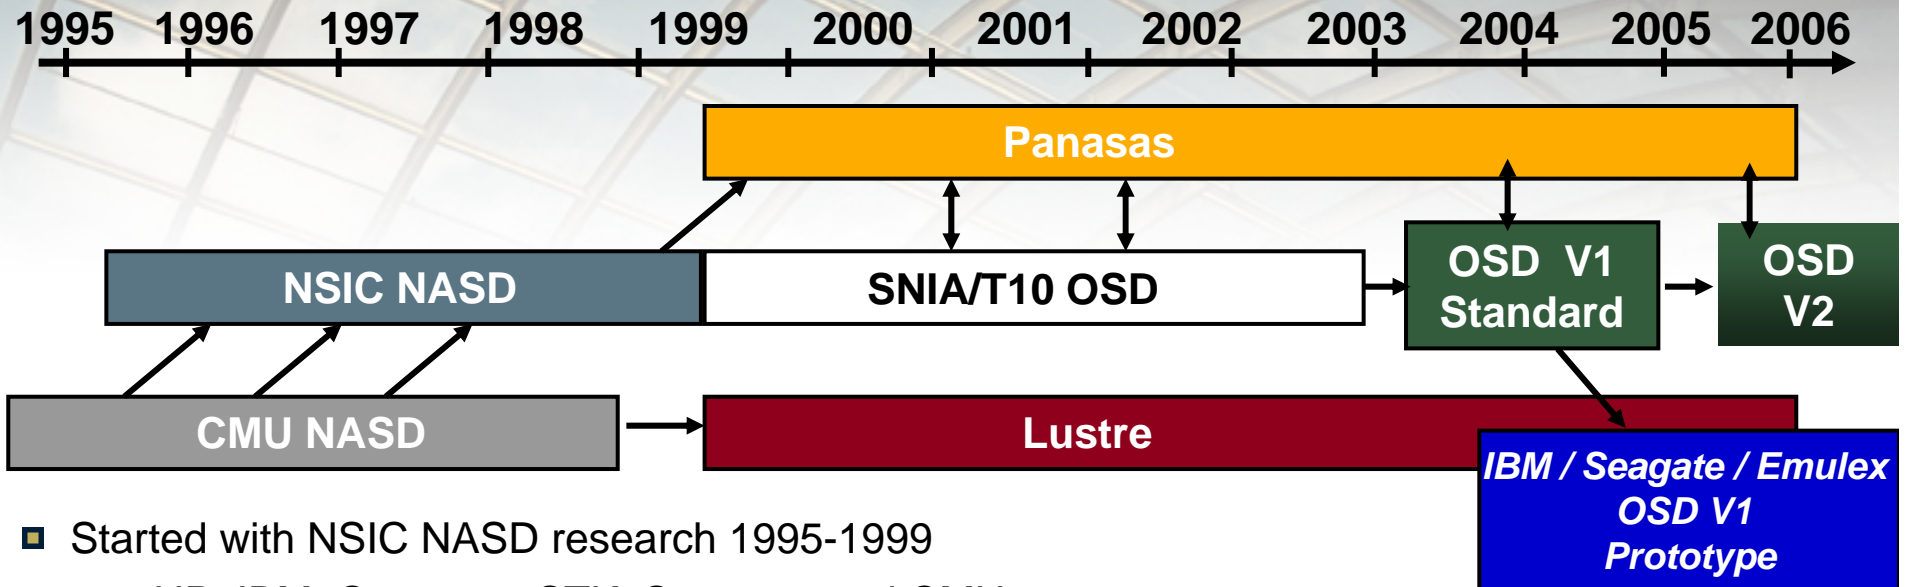 1995 1996 1997 1998 1999 2000 2001 2002 2003 2004 2005 2006
Panasas
NSIC NASD
SNIA/T10 OSD
OSD V1
Standard
OSD
V2
CMU NASD
Lustre
IBM / Seagate / Emulex
OSD V1
Prototype
Started with NSIC NASD research 1995-1999